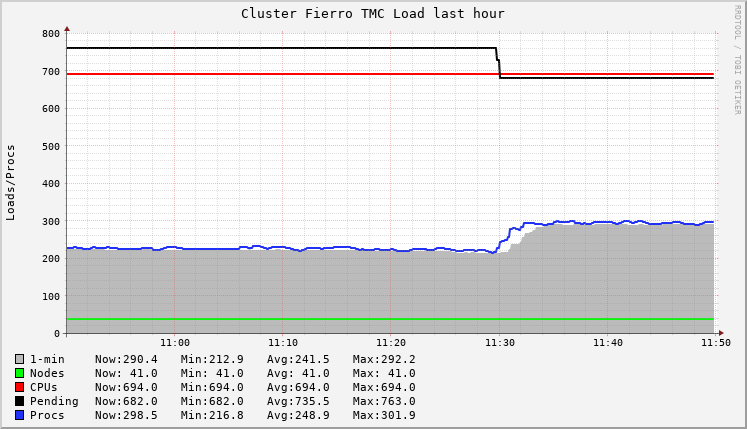 Cluster Fierro TMC Load last hour
RRDTOOL / TOBI OETIKER
Loads/Procs
800
700
600
500
400
300
200
100
0
11:00 11:10 11:20 11:30 11:40 11:50
1-min Now:290.4 Min:212.9 Avg:241.5 Max:292.2
Nodes Now: 41.0 Min: 41.0 Avg: 41.0 Max: 41.0
CPUs Now:694.0 Min:694.0 Avg:694.0 Max:694.0
Pending Now:682.0 Min:682.0 Avg:735.5 Max:763.0
Procs Now:298.5 Min:216.8 Avg:248.9 Max:301.9